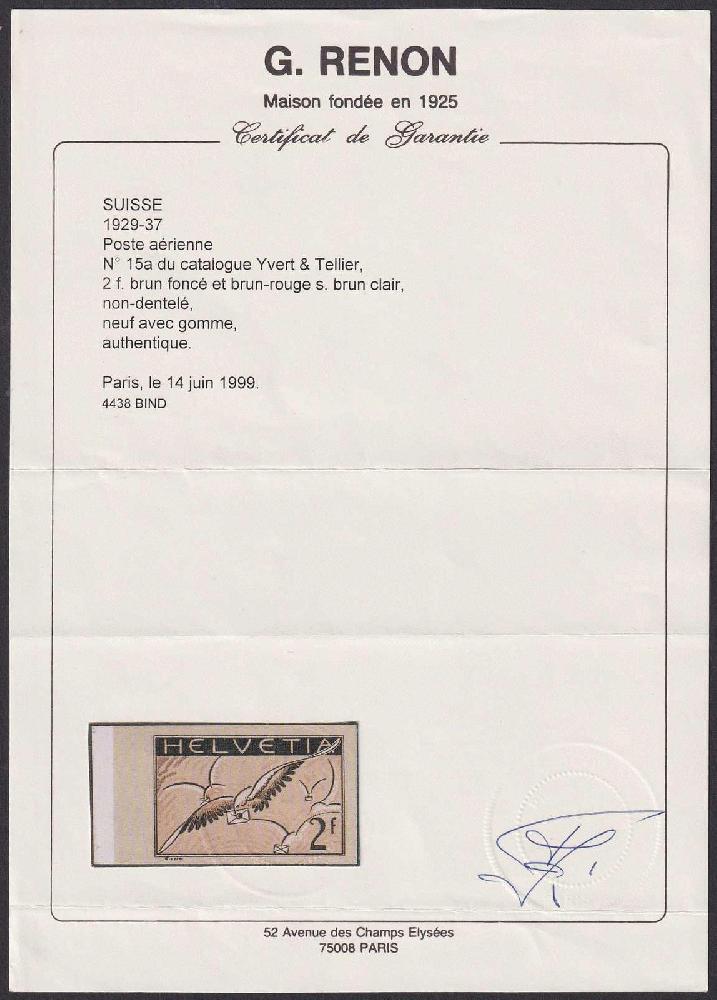 G. RENON
Maison fondée en 1925
Certificat de Garantie
SUISSE
1929-37
Poste aérienne
N° 15a du catalogue Yvert & Tellier,
2 f. brun foncé et brun-rouge s. brun clair,
non-dentelé,
neuf avec gomme,
authentique.
Paris, le 14 juin 1999.
4438 BIND
HELVETIA
2f
52 Avenue des Champs Elysées
75008 PARIS